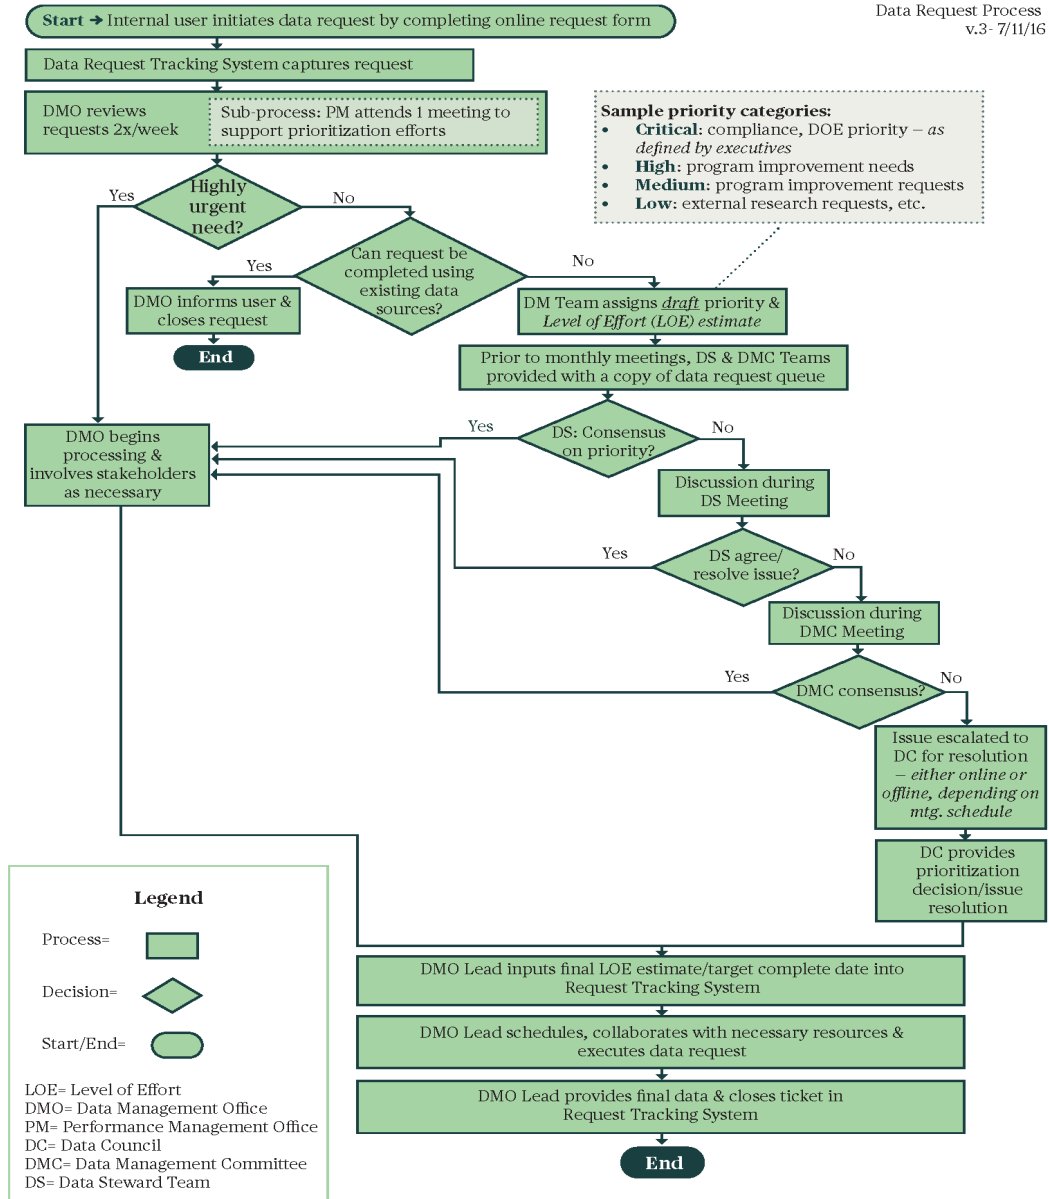 Data Request Process
v.3- 7/11/16
Start → Internal user initiates data request by completing online request form
Data Request Tracking System captures request
DMO reviews
requests 2x/week
Sub-process: PM attends 1 meeting to
support prioritization efforts
Sample priority categories:
• Critical: compliance, DOE priority – as
defined by executives
• High: program improvement needs
• Medium: program improvement requests
• Low: external research requests, etc.
Highly
urgent
need?
Yes
No
Can request be
completed using
existing data
sources?
Yes
No
DMO informs user &
closes request
End
DM Team assigns draft priority &
Level of Effort (LOE) estimate
Prior to monthly meetings, DS & DMC Teams
provided with a copy of data request queue
DS: Consensus
on priority?
Yes
No
DMO begins
processing &
involves stakeholders
as necessary
Discussion during
DS Meeting
DS agree/
resolve issue?
Yes
No
Discussion during
DMC Meeting
DMC consensus?
Yes
No
Issue escalated to
DC for resolution
– either online or
offline, depending on
mtg. schedule
DC provides
prioritization
decision/issue
resolution
DMO Lead inputs final LOE estimate/target complete date into
Request Tracking System
DMO Lead schedules, collaborates with necessary resources &
executes data request
DMO Lead provides final data & closes ticket in
Request Tracking System
End
Legend
Process=
Decision=
Start/End=
LOE= Level of Effort
DMO= Data Management Office
PM= Performance Management Office
DC= Data Council
DMC= Data Management Committee
DS= Data Steward Team